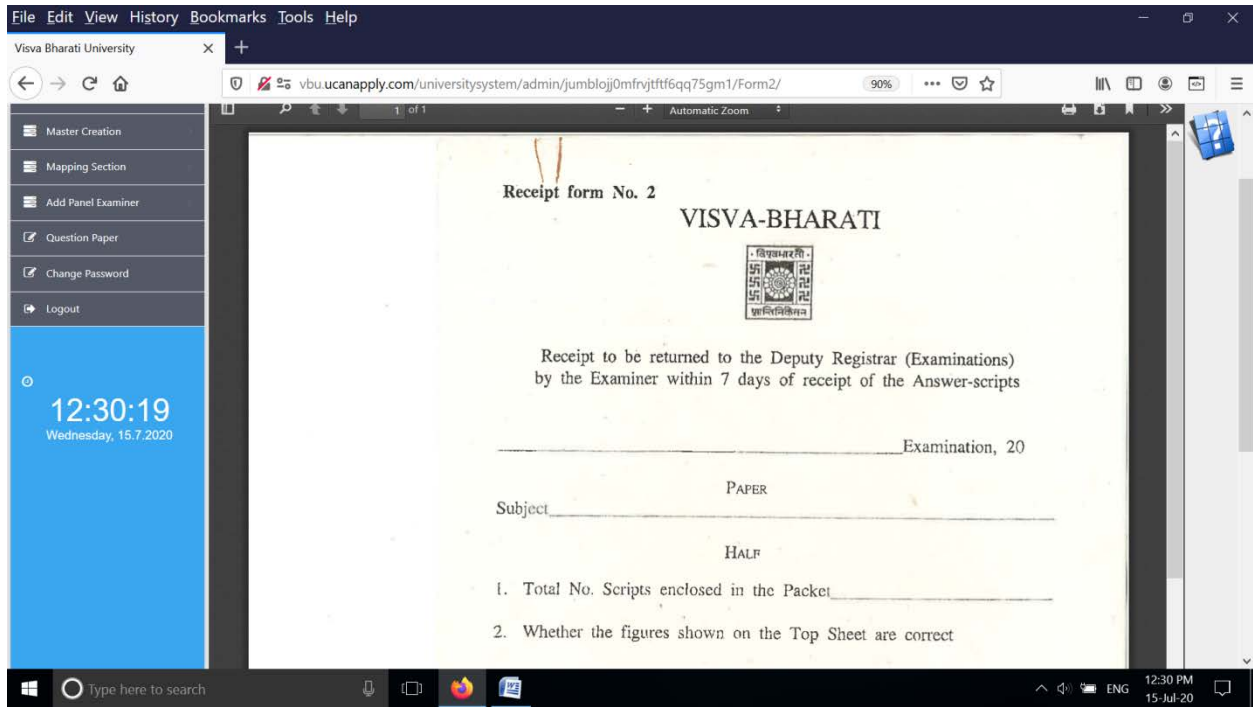 File Edit View History Bookmarks Tools Help
Visva Bharati University
vbu.ucanapply.com/universitysystem/admin/jumblojj0mfrvjtftf6qq75gm1/Form2/
90%
1 of 1
Automatic Zoom
Master Creation
Mapping Section
Add Panel Examiner
Question Paper
Change Password
Logout
12:30:19
Wednesday, 15.7.2020
Receipt form No. 2
VISVA-BHARATI
विश्वभारती
शान्तिनिकेतन
Receipt to be returned to the Deputy Registrar (Examinations)
by the Examiner within 7 days of receipt of the Answer-scripts
Examination, 20
PAPER
Subject
HALF
1. Total No. Scripts enclosed in the Packet
2. Whether the figures shown on the Top Sheet are correct
Type here to search
ENG
12:30 PM
15-Jul-20